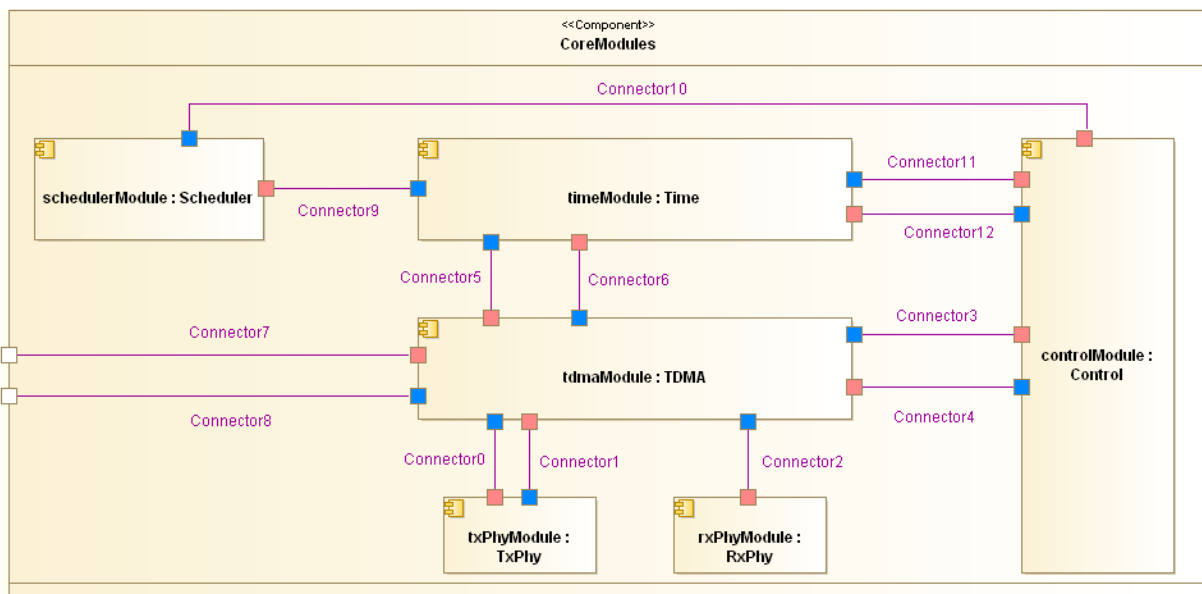 <<Component>>
CoreModules
Connector10
schedulerModule : Scheduler
Connector9
timeModule : Time
Connector11
Connector12
Connector5
Connector6
Connector7
Connector3
tdmaModule : TDMA
controlModule :
Control
Connector8
Connector4
Connector0
Connector1
Connector2
txPhyModule :
TxPhy
rxPhyModule :
RxPhy